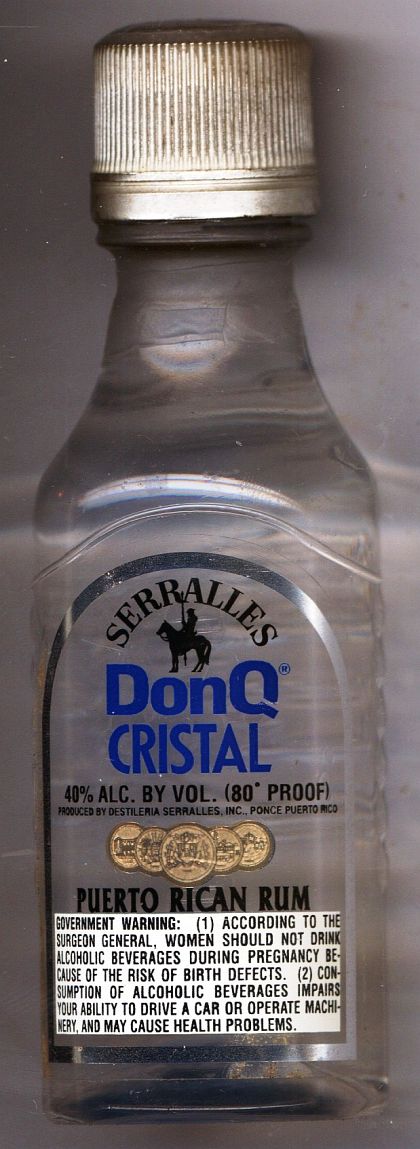 SERRALLES
DonQ®
CRISTAL
40% ALC. BY VOL. (80° PROOF)
PRODUCED BY DESTILERIA SERRALLES, INC., PONCE PUERTO RICO
PUERTO RICAN RUM
GOVERNMENT WARNING: (1) ACCORDING TO THE
SURGEON GENERAL, WOMEN SHOULD NOT DRINK
ALCOHOLIC BEVERAGES DURING PREGNANCY BE-
CAUSE OF THE RISK OF BIRTH DEFECTS. (2) CON-
SUMPTION OF ALCOHOLIC BEVERAGES IMPAIRS
YOUR ABILITY TO DRIVE A CAR OR OPERATE MACHI-
NERY, AND MAY CAUSE HEALTH PROBLEMS.